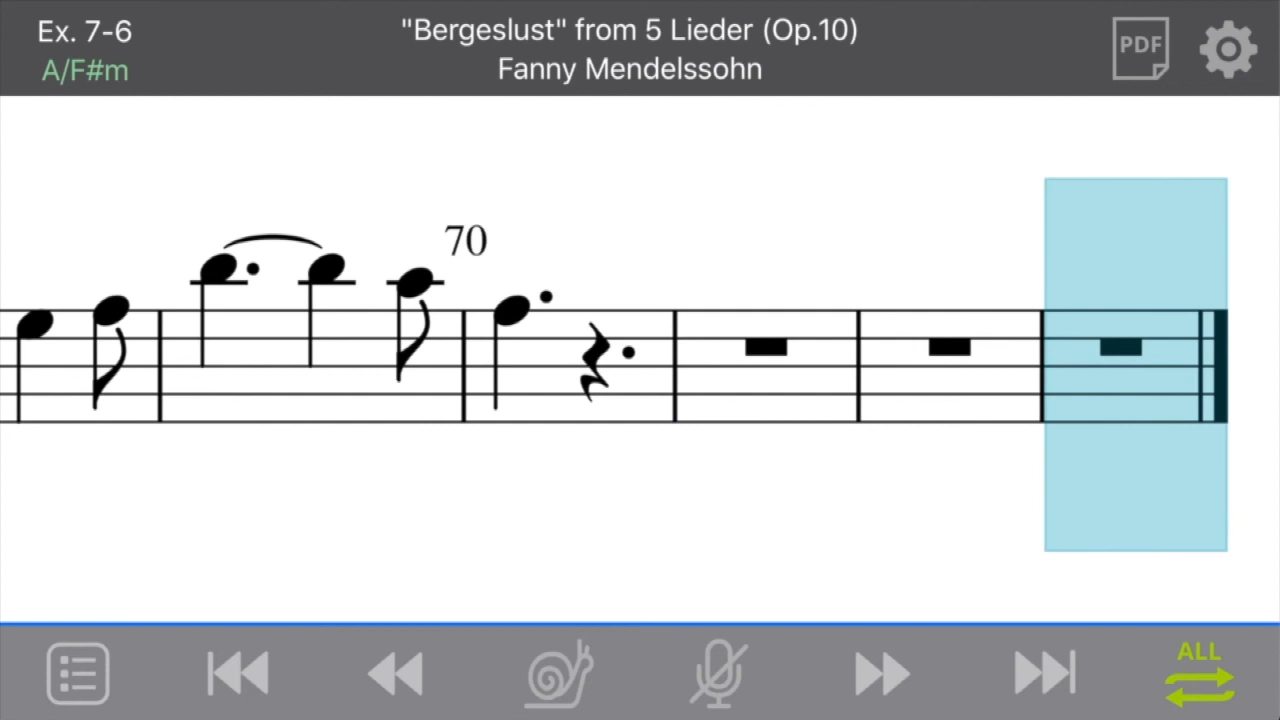 Ex. 7-6
A/F#m
"Bergeslust" from 5 Lieder (Op.10)
Fanny Mendelssohn
PDF
70
ALL